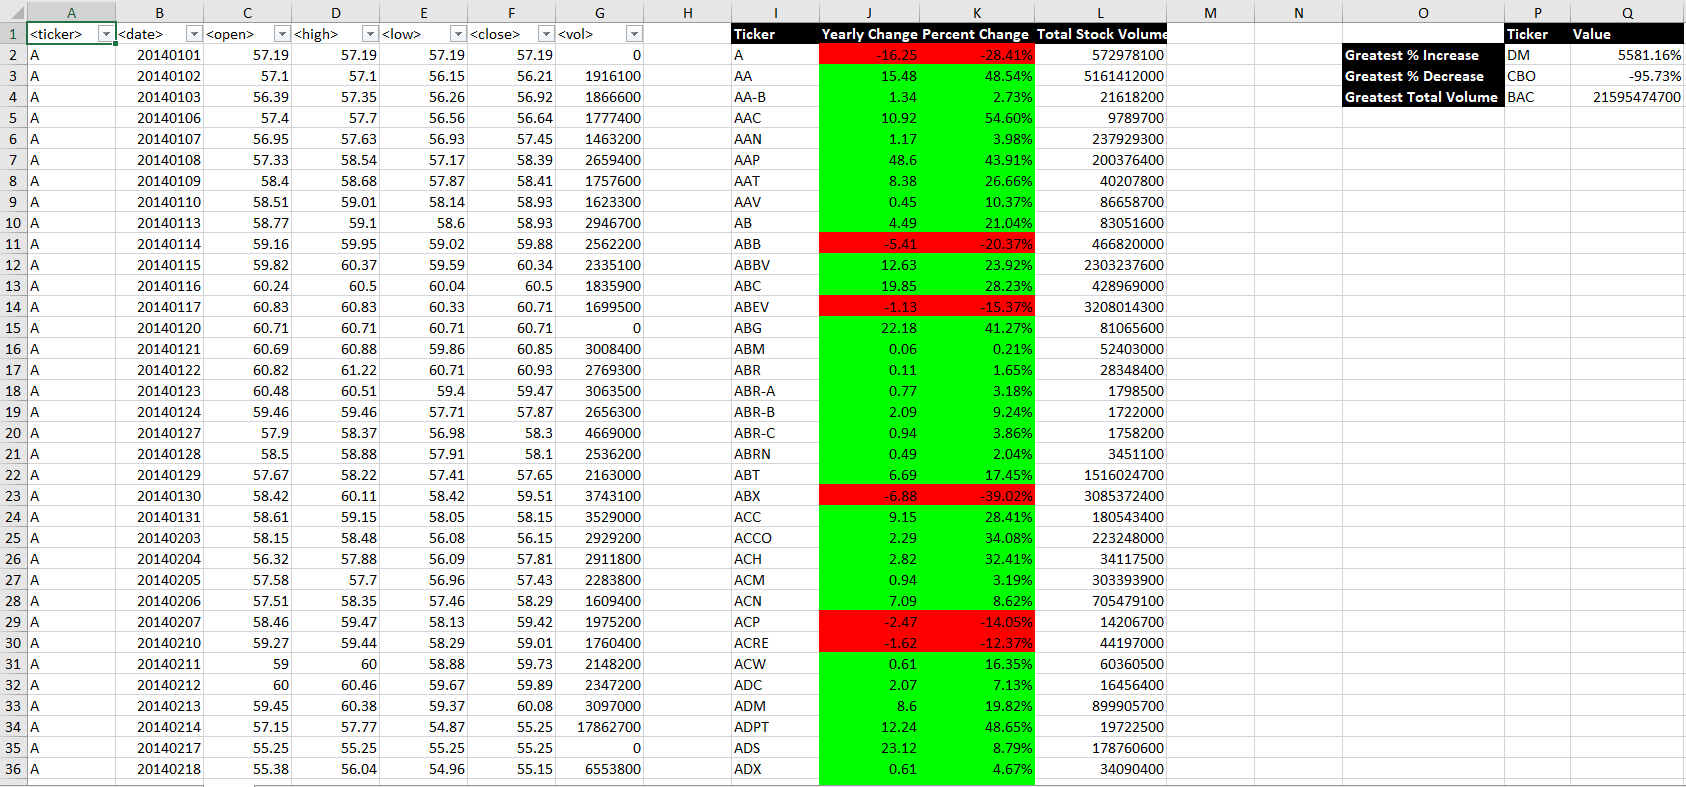 A B C D E F G H I J K L M N O P Q
1 <ticker> <date> <open> <high> <low> <close> <vol> Ticker Yearly Change Percent Change Total Stock Volume Ticker Value
2 A 20140101 57.19 57.19 57.19 57.19 0 A -16.25 -28.41% 572978100 Greatest % Increase DM 5581.16%
3 A 20140102 57.1 57.1 56.15 56.21 1916100 AA 15.48 48.54% 5161412000 Greatest % Decrease CBO -95.73%
4 A 20140103 56.39 57.35 56.26 56.92 1866600 AA-B 1.34 2.73% 21618200 Greatest Total Volume BAC 21595474700
5 A 20140106 57.4 57.7 56.56 56.64 1777400 AAC 10.92 54.60% 9789700
6 A 20140107 56.95 57.63 56.93 57.45 1463200 AAN 1.17 3.98% 237929300
7 A 20140108 57.33 58.54 57.17 58.39 2659400 AAP 48.6 43.91% 200376400
8 A 20140109 58.4 58.68 57.87 58.41 1757600 AAT 8.38 26.66% 40207800
9 A 20140110 58.51 59.01 58.14 58.93 1623300 AAV 0.45 10.37% 86658700
10 A 20140113 58.77 59.1 58.6 58.93 2946700 AB 4.49 21.04% 83051600
11 A 20140114 59.16 59.95 59.02 59.88 2562200 ABB -5.41 -20.37% 466820000
12 A 20140115 59.82 60.37 59.59 60.34 2335100 ABBV 12.63 23.92% 2303237600
13 A 20140116 60.24 60.5 60.04 60.5 1835900 ABC 19.85 28.23% 428969000
14 A 20140117 60.83 60.83 60.33 60.71 1699500 ABEV -1.13 -15.37% 3208014300
15 A 20140120 60.71 60.71 60.71 60.71 0 ABG 22.18 41.27% 81065600
16 A 20140121 60.69 60.88 59.86 60.85 3008400 ABM 0.06 0.21% 52403000
17 A 20140122 60.82 61.22 60.71 60.93 2769300 ABR 0.11 1.65% 28348400
18 A 20140123 60.48 60.51 59.4 59.47 3063500 ABR-A 0.77 3.18% 1798500
19 A 20140124 59.46 59.46 57.71 57.87 2656300 ABR-B 2.09 9.24% 1722000
20 A 20140127 57.9 58.37 56.98 58.3 4669000 ABR-C 0.94 3.86% 1758200
21 A 20140128 58.5 58.88 57.91 58.1 2536200 ABRN 0.49 2.04% 3451100
22 A 20140129 57.67 58.22 57.41 57.65 2163000 ABT 6.69 17.45% 1516024700
23 A 20140130 58.42 60.11 58.42 59.51 3743100 ABX -6.88 -39.02% 3085372400
24 A 20140131 58.61 59.15 58.05 58.15 3529000 ACC 9.15 28.41% 180543400
25 A 20140203 58.15 58.48 56.08 56.15 2929200 ACCO 2.29 34.08% 223248000
26 A 20140204 56.32 57.88 56.09 57.81 2911800 ACH 2.82 32.41% 34117500
27 A 20140205 57.58 57.7 56.96 57.43 2283800 ACM 0.94 3.19% 303393900
28 A 20140206 57.51 58.35 57.46 58.29 1609400 ACN 7.09 8.62% 705479100
29 A 20140207 58.46 59.47 58.13 59.42 1975200 ACP -2.47 -14.05% 14206700
30 A 20140210 59.27 59.44 58.29 59.01 1760400 ACRE -1.62 -12.37% 44197000
31 A 20140211 59 60 58.88 59.73 2148200 ACW 0.61 16.35% 60360500
32 A 20140212 60 60.46 59.67 59.89 2347200 ADC 2.07 7.13% 16456400
33 A 20140213 59.45 60.38 59.37 60.08 3097000 ADM 8.6 19.82% 899905700
34 A 20140214 57.15 57.77 54.87 55.25 17862700 ADPT 12.24 48.65% 19722500
35 A 20140217 55.25 55.25 55.25 55.25 0 ADS 23.12 8.79% 178760600
36 A 20140218 55.38 56.04 54.96 55.15 6553800 ADX 0.61 4.67% 34090400